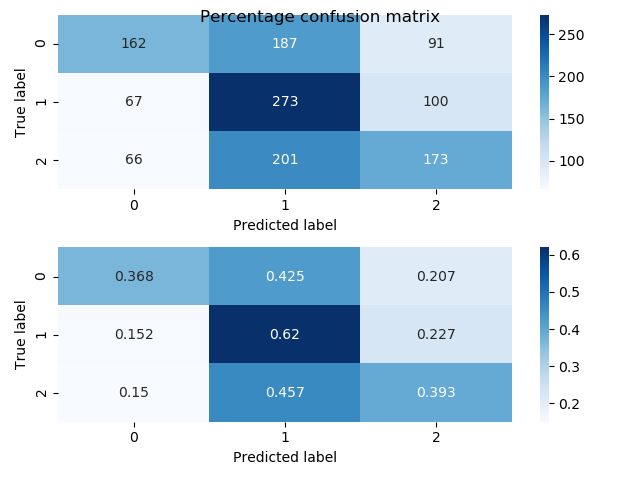 Percentage confusion matrix
True label
0 162 187 91
1 67 273 100
2 66 201 173
0 1 2
Predicted label
250
200
150
100
True label
0 0.368 0.425 0.207
1 0.152 0.62 0.227
2 0.15 0.457 0.393
0 1 2
Predicted label
0.6
0.5
0.4
0.3
0.2